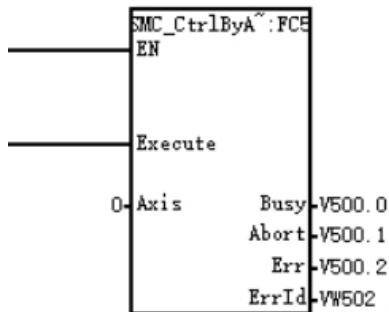 SMC_CtrlByA~:FC5
EN
Execute
0 Axis Busy V500.0
Abort V500.1
Err V500.2
ErrId VW502